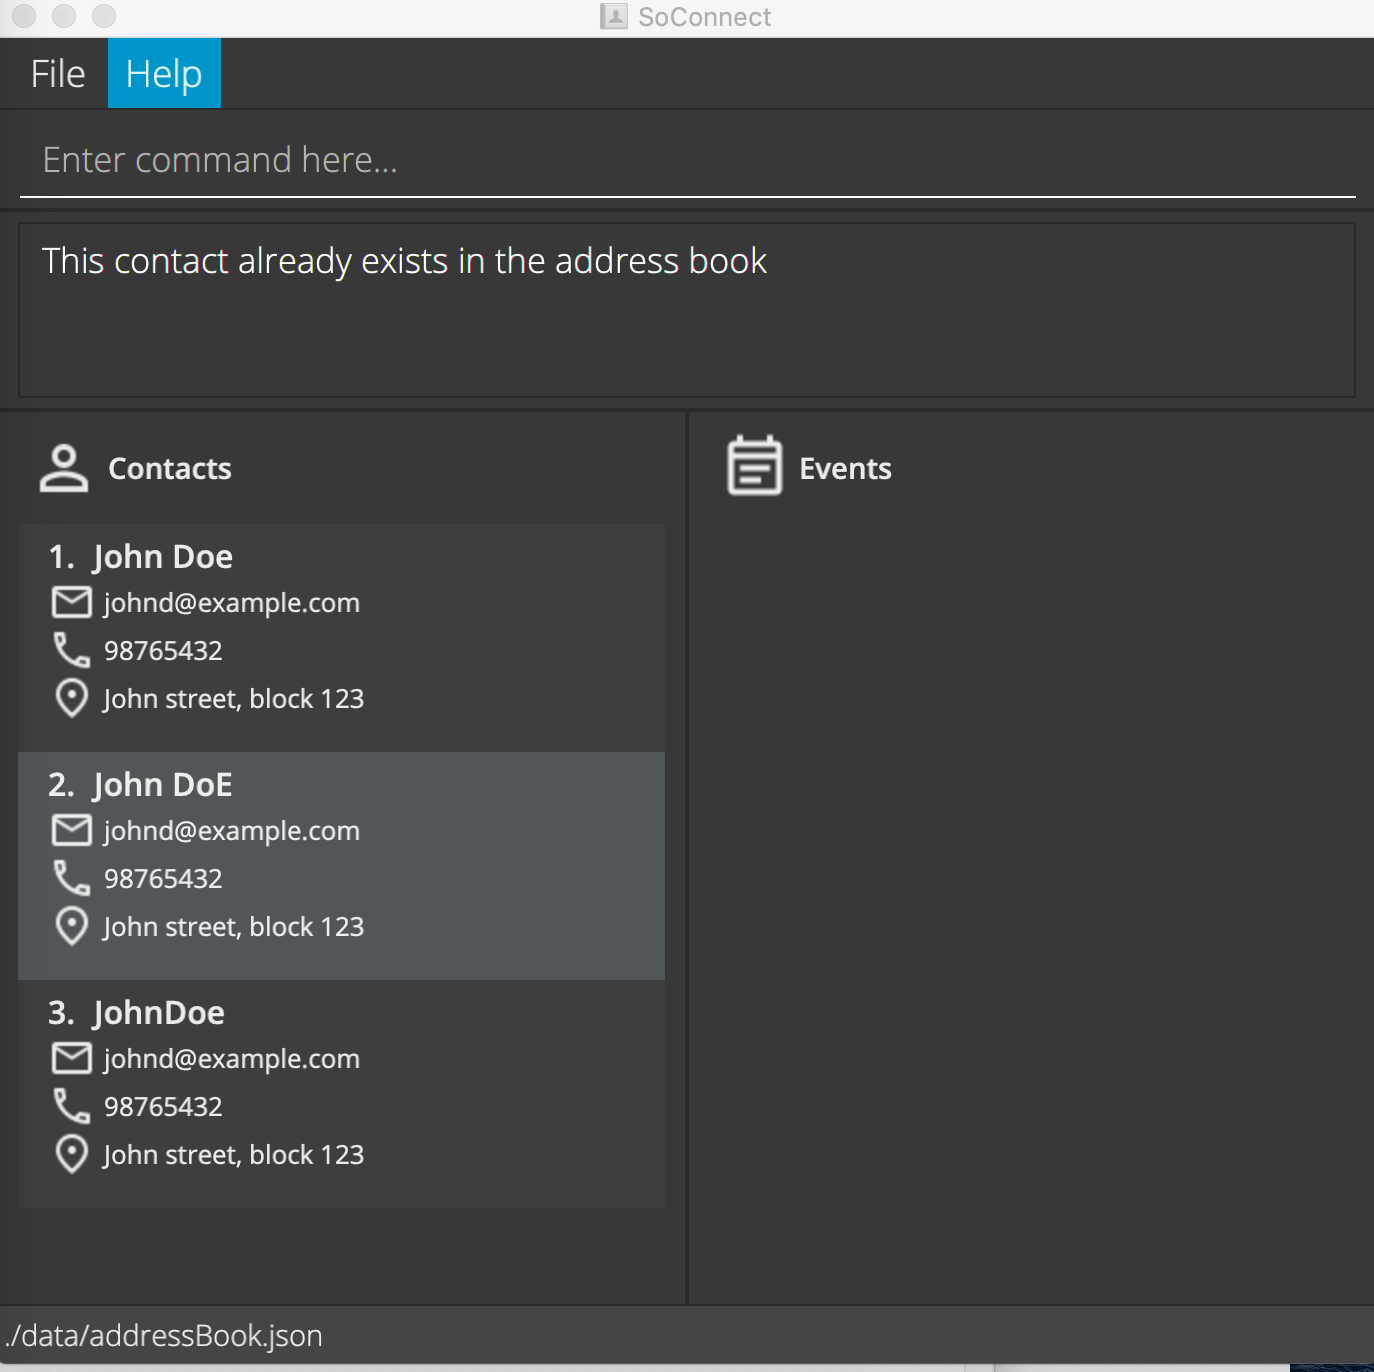 SoConnect
File Help
Enter command here...
This contact already exists in the address book
Contacts
1. John Doe
johnd@example.com
98765432
John street, block 123
2. John DoE
johnd@example.com
98765432
John street, block 123
3. JohnDoe
johnd@example.com
98765432
John street, block 123
Events
./data/addressBook.json